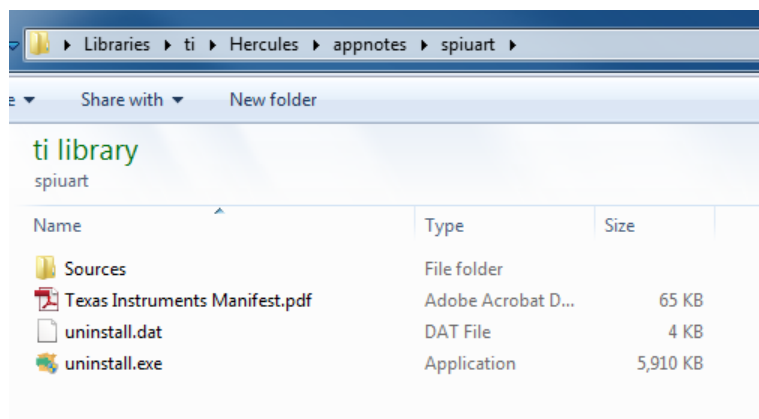 Libraries ti Hercules appnotes spiuart
Share with New folder
ti library
spiuart
Name Type Size
Sources File folder
Texas Instruments Manifest.pdf Adobe Acrobat D... 65 KB
uninstall.dat DAT File 4 KB
uninstall.exe Application 5,910 KB